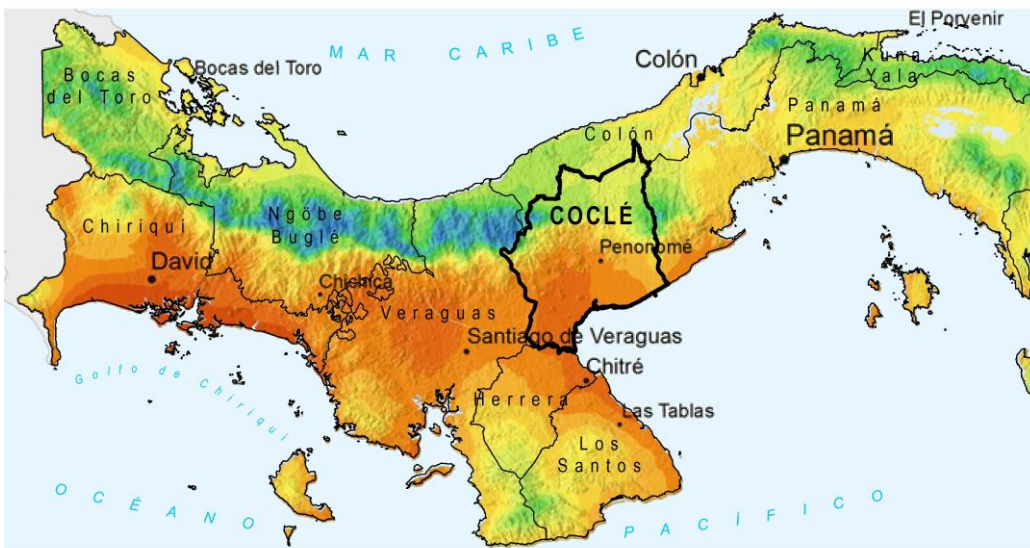 El Porvenir
MAR CARIBE
Colón
Kuna
Yala
Bocas
del Toro
Bocas del Toro
Panamá
Panamá
Colón
Ngöbe
Buglé
COCLÉ
Chiriquí
Penonomé
David
Chichica
Veraguas
Santiago de Veraguas
Chitré
Golfo de Chiriquí
Herrera
Las Tablas
Los
Santos
OCÉANO PACÍFICO